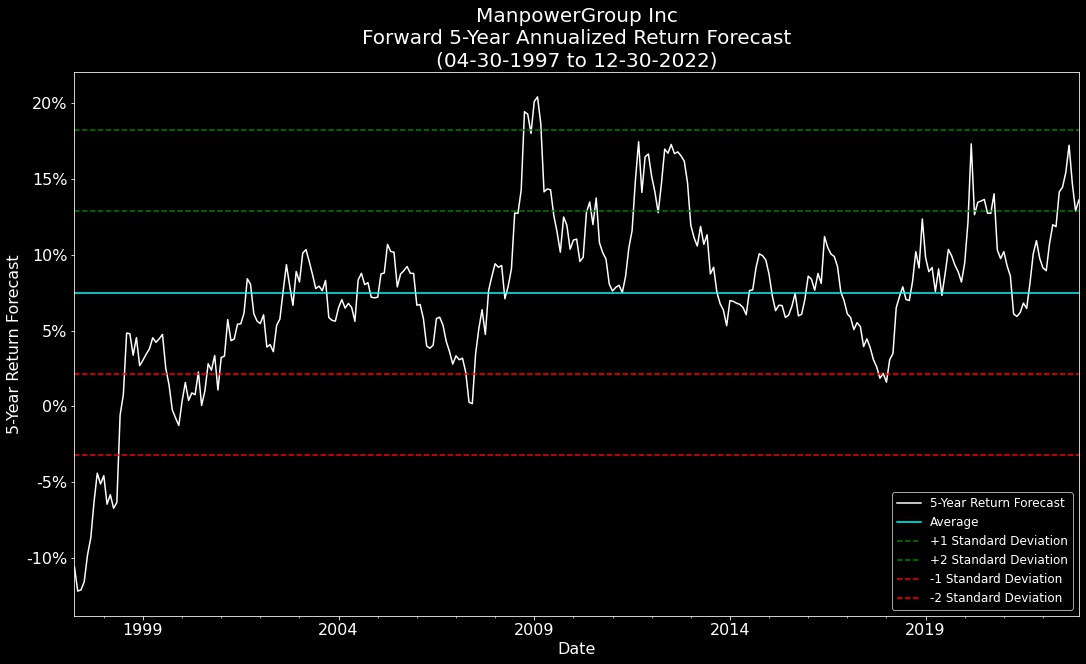 ManpowerGroup Inc
Forward 5-Year Annualized Return Forecast
(04-30-1997 to 12-30-2022)
5-Year Return Forecast
20%
15%
10%
5%
0%
-5%
-10%
1999
2004
2009
2014
2019
Date
5-Year Return Forecast
Average
+1 Standard Deviation
+2 Standard Deviation
-1 Standard Deviation
-2 Standard Deviation